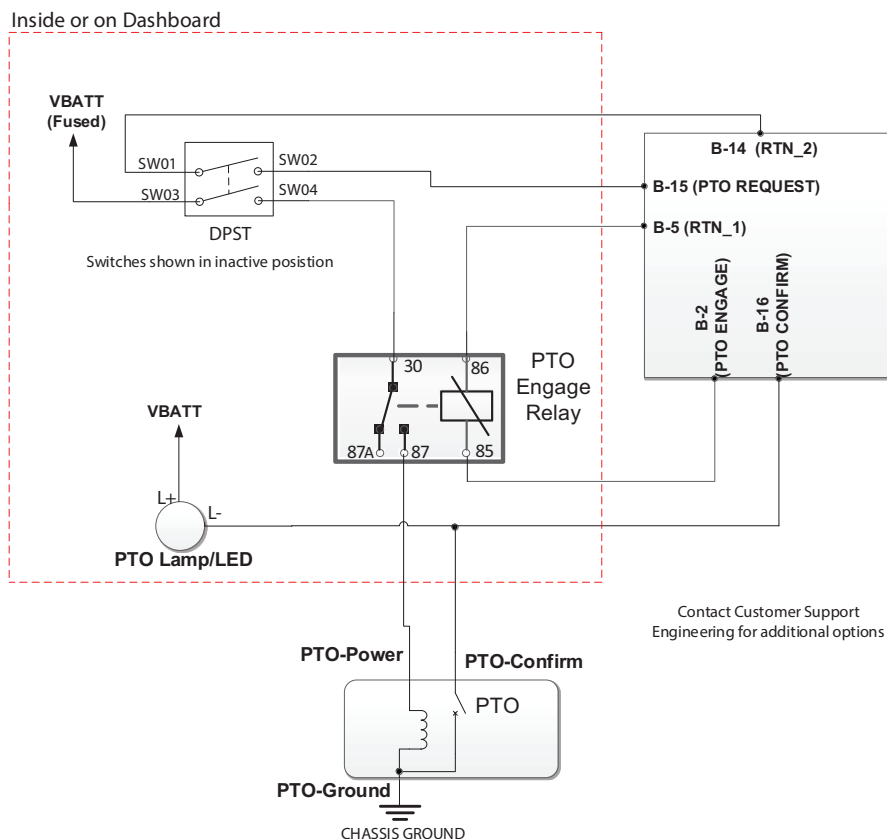 Inside or on Dashboard
VBATT
(Fused)
SW01
SW02
SW03
SW04
DPST
Switches shown in inactive posistion
B-14 (RTN_2)
B-15 (PTO REQUEST)
B-5 (RTN_1)
B-2
(PTO ENGAGE)
B-16
(PTO CONFIRM)
30
86
87A
87
85
PTO
Engage
Relay
VBATT
L+
L-
PTO Lamp/LED
Contact Customer Support
Engineering for additional options
PTO-Power
PTO-Confirm
PTO
PTO-Ground
CHASSIS GROUND